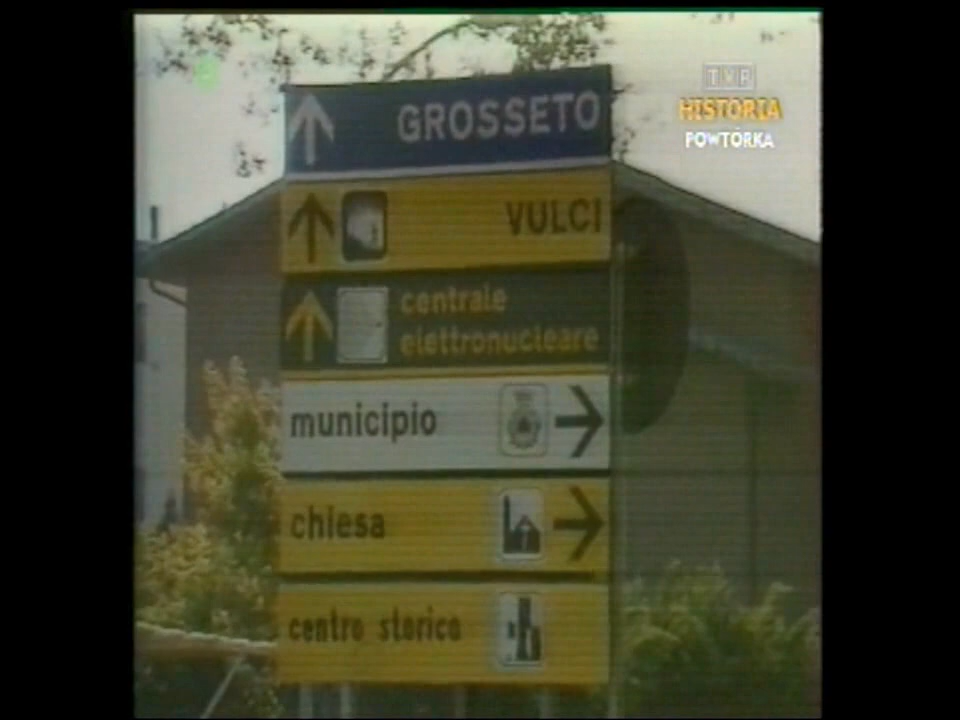 TVP
HISTORIA
POWTÓRKA
GROSSETO
VULCI
centrale
elettronucleare
municipio
chiesa
centro storico